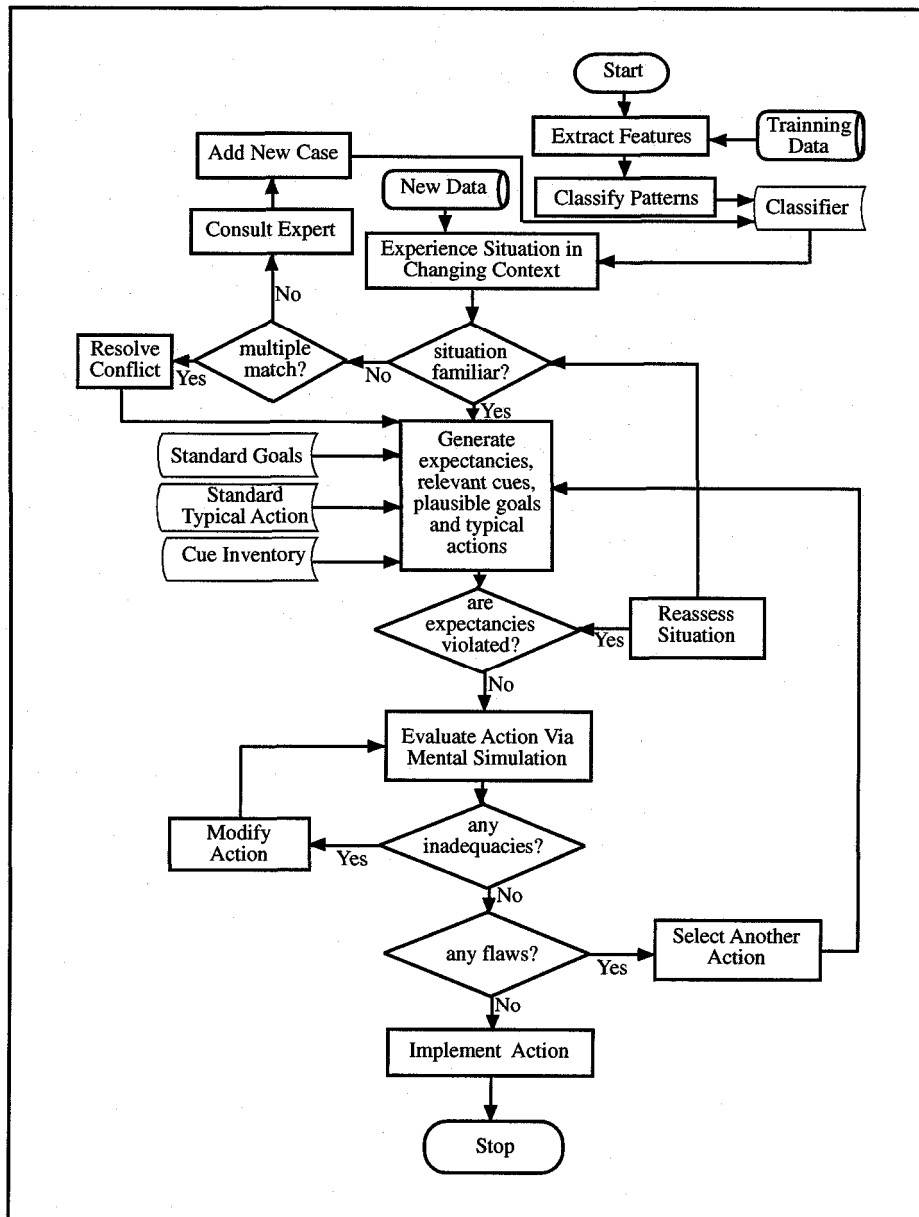 Start
Extract Features
Trainning
Data
Add New Case
New Data
Classify Patterns
Classifier
Consult Expert
Experience Situation in
Changing Context
No
Resolve
Conflict
Yes
multiple
match?
No
situation
familiar?
Yes
Generate
expectancies,
relevant cues,
plausible goals
and typical
actions
Standard Goals
Standard
Typical Action
Cue Inventory
are
expectancies
violated?
Yes
Reassess
Situation
No
Evaluate Action Via
Mental Simulation
Modify
Action
Yes
any
inadequacies?
No
any flaws?
Yes
Select Another
Action
No
Implement Action
Stop